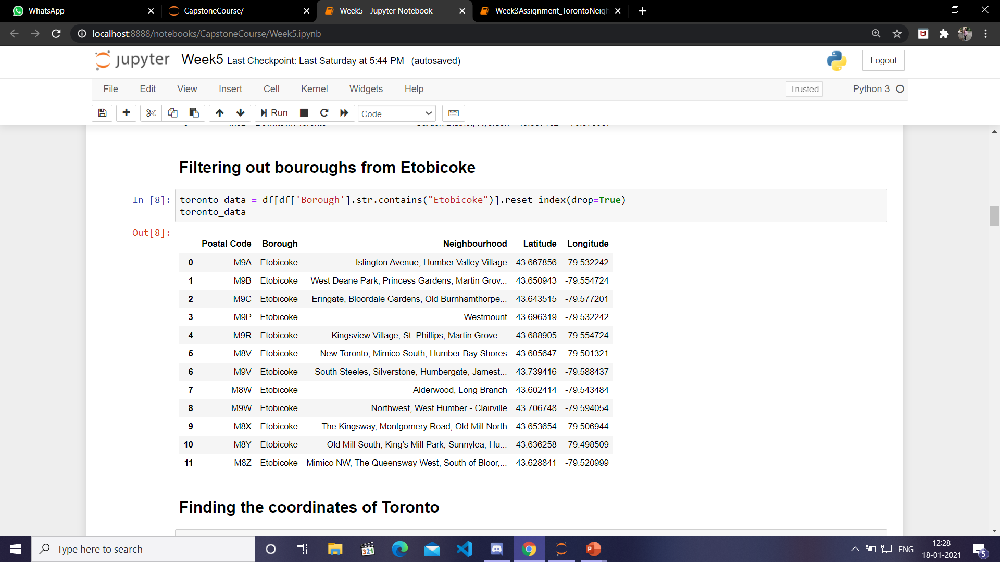 WhatsApp
CapstoneCourse/
Week5 - Jupyter Notebook
Week3Assignment_TorontoNeigh
localhost:8888/notebooks/CapstoneCourse/Week5.ipynb
jupyter Week5 Last Checkpoint: Last Saturday at 5:44 PM (autosaved)
Logout
File Edit View Insert Cell Kernel Widgets Help
Trusted Python 3
Run Code
Filtering out bouroughs from Etobicoke
In [8]: toronto_data = df[df['Borough'].str.contains("Etobicoke")].reset_index(drop=True)
toronto_data
Out[8]:
Postal Code Borough Neighbourhood Latitude Longitude
0 M9A Etobicoke Islington Avenue, Humber Valley Village 43.667856 -79.532242
1 M9B Etobicoke West Deane Park, Princess Gardens, Martin Grov... 43.650943 -79.554724
2 M9C Etobicoke Eringate, Bloordale Gardens, Old Burnhamthorpe... 43.643515 -79.577201
3 M9P Etobicoke Westmount 43.696319 -79.532242
4 M9R Etobicoke Kingsview Village, St. Phillips, Martin Grove ... 43.688905 -79.554724
5 M8V Etobicoke New Toronto, Mimico South, Humber Bay Shores 43.605647 -79.501321
6 M9V Etobicoke South Steeles, Silverstone, Humbergate, Jamest... 43.739416 -79.588437
7 M8W Etobicoke Alderwood, Long Branch 43.602414 -79.543484
8 M9W Etobicoke Northwest, West Humber - Clairville 43.706748 -79.594054
9 M8X Etobicoke The Kingsway, Montgomery Road, Old Mill North 43.653654 -79.506944
10 M8Y Etobicoke Old Mill South, King's Mill Park, Sunnylea, Hu... 43.636258 -79.498509
11 M8Z Etobicoke Mimico NW, The Queensway West, South of Bloor,... 43.628841 -79.520999
Finding the coordinates of Toronto
Type here to search
321
P
ENG
12:28
18-01-2021
5